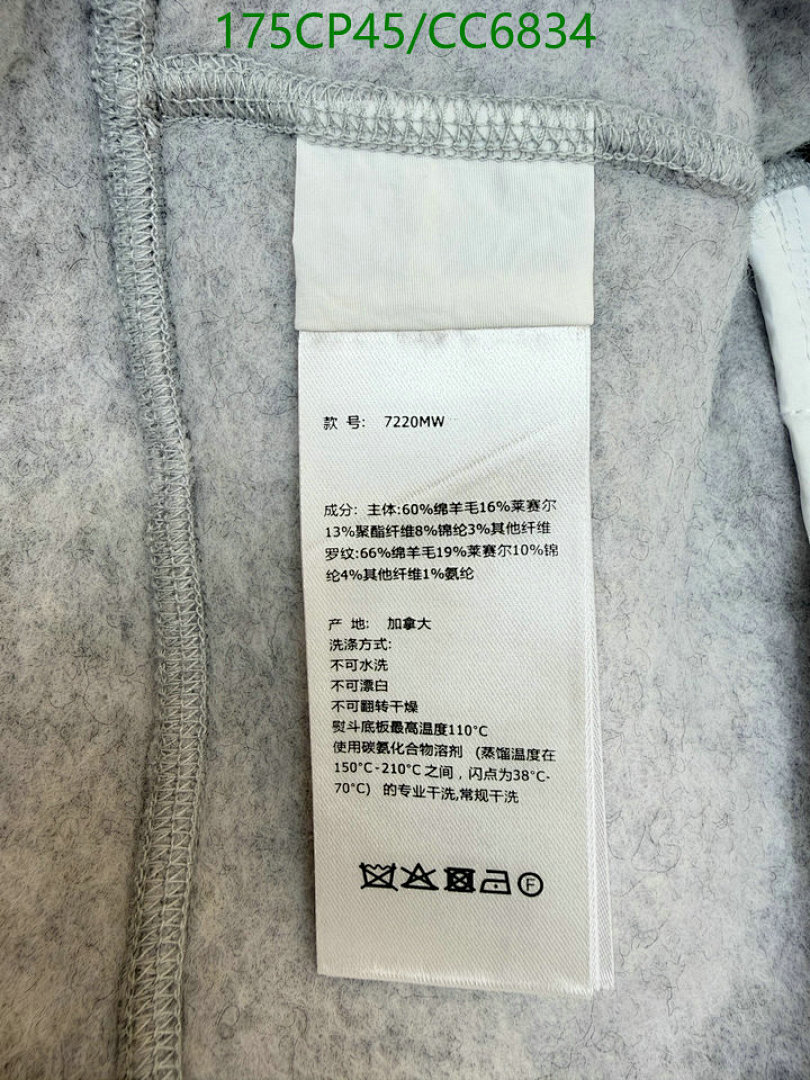 175CP45/CC6834
款 号: 7220MW
成分: 主体:60%绵羊毛16%莱赛尔
13%聚酯纤维8%锦纶3%其他纤维
罗纹:66%绵羊毛19%莱赛尔10%锦
纶4%其他纤维1%氨纶
产 地: 加拿大
洗涤方式:
不可水洗
不可漂白
不可翻转干燥
熨斗底板最高温度110°C
使用碳氨化合物溶剂 (蒸馏温度在
150°C-210°C之间，闪点为38°C-
70°C) 的专业干洗,常规干洗
F